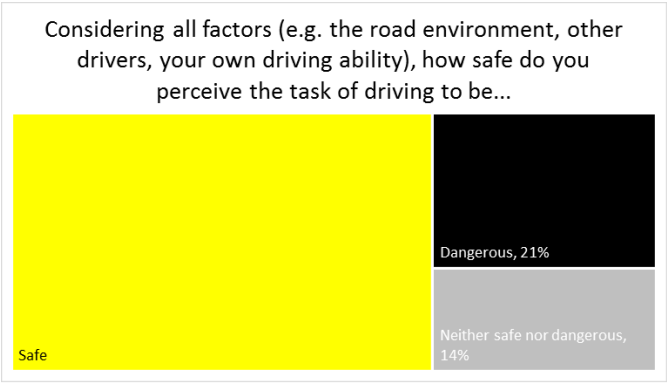 Considering all factors (e.g. the road environment, other
drivers, your own driving ability), how safe do you
perceive the task of driving to be...
Dangerous, 21%
Neither safe nor dangerous,
14%
Safe